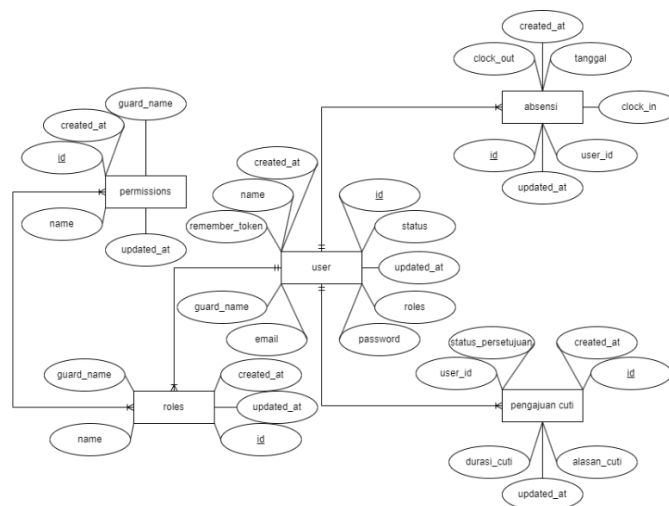 created_at
clock_out
tanggal
absensi
clock_in
id
user_id
updated_at
guard_name
created_at
id
permissions
name
updated_at
created_at
name
remember_token
id
status
user
updated_at
guard_name
roles
email
password
guard_name
created_at
roles
updated_at
name
id
status_persetujuan
created_at
user_id
id
pengajuan cuti
durasi_cuti
alasan_cuti
updated_at